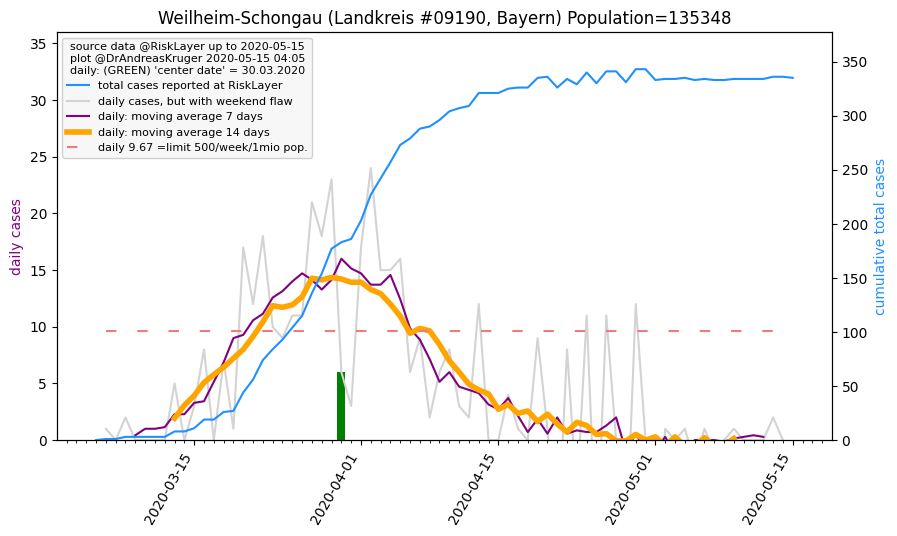 Weilheim-Schongau (Landkreis #09190, Bayern) Population=135348
source data @RiskLayer up to 2020-05-15
plot @DrAndreasKruger 2020-05-15 04:05
daily: (GREEN) 'center date' = 30.03.2020
total cases reported at RiskLayer
daily cases, but with weekend flaw
daily: moving average 7 days
daily: moving average 14 days
daily 9.67 =limit 500/week/1mio pop.
daily cases
35
30
25
20
15
10
5
0
cumulative total cases
350
300
250
200
150
100
50
0
2020-03-15
2020-04-01
2020-04-15
2020-05-01
2020-05-15